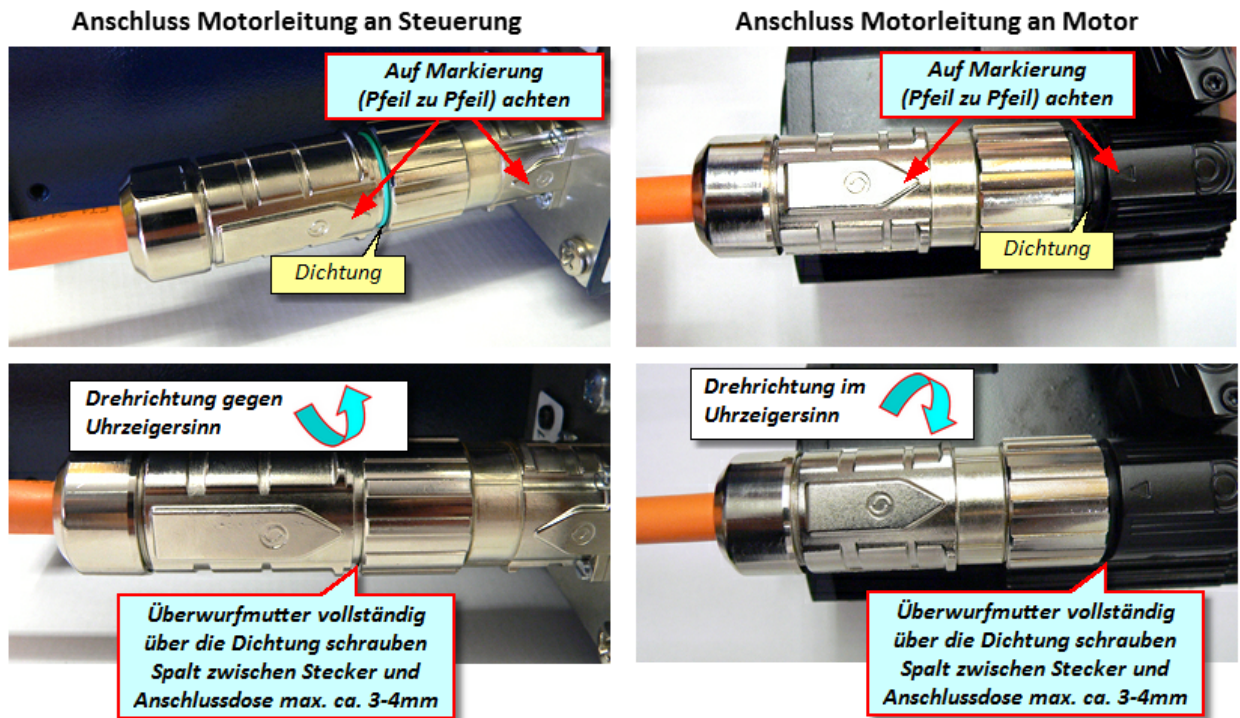 Anschluss Motorleitung an Steuerung
Anschluss Motorleitung an Motor
Auf Markierung
(Pfeil zu Pfeil) achten
Dichtung
Auf Markierung
(Pfeil zu Pfeil) achten
Dichtung
Drehrichtung gegen
Uhrzeigersinn
Überwurfmutter vollständig
über die Dichtung schrauben
Spalt zwischen Stecker und
Anschlussdose max. ca. 3-4mm
Drehrichtung im
Uhrzeigersinn
Überwurfmutter vollständig
über die Dichtung schrauben
Spalt zwischen Stecker und
Anschlussdose max. ca. 3-4mm